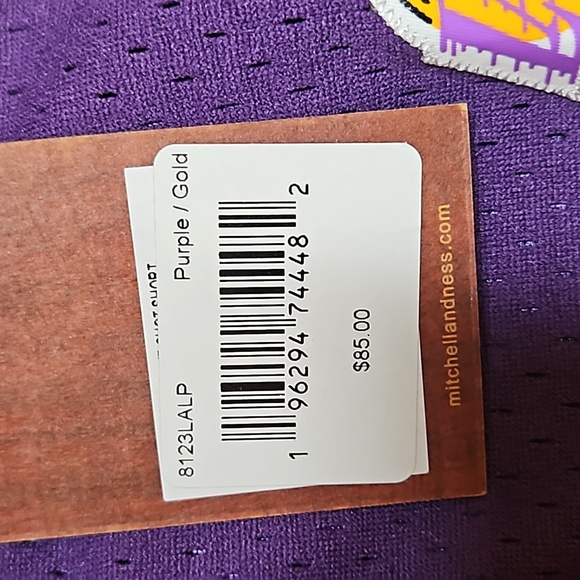 8123LALP Purple / Gold
1 96294 74448 2
$85.00
mitchellandness.com